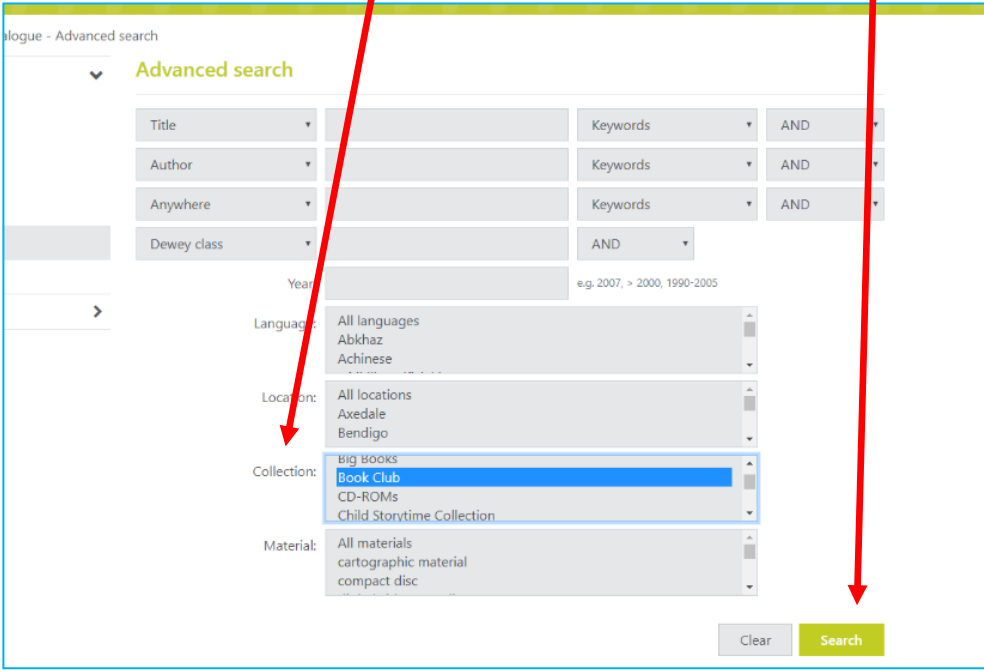 alogue - Advanced search
Advanced search
Title Keywords AND
Author Keywords AND
Anywhere Keywords AND
Dewey class AND
Year e.g. 2007, > 2000, 1990-2005
Language: All languages
Abkhaz
Achinese
Location: All locations
Axedale
Bendigo
Collection: Big Books
Book Club
CD-ROMs
Child Storytime Collection
Material: All materials
cartographic material
compact disc
Clear Search